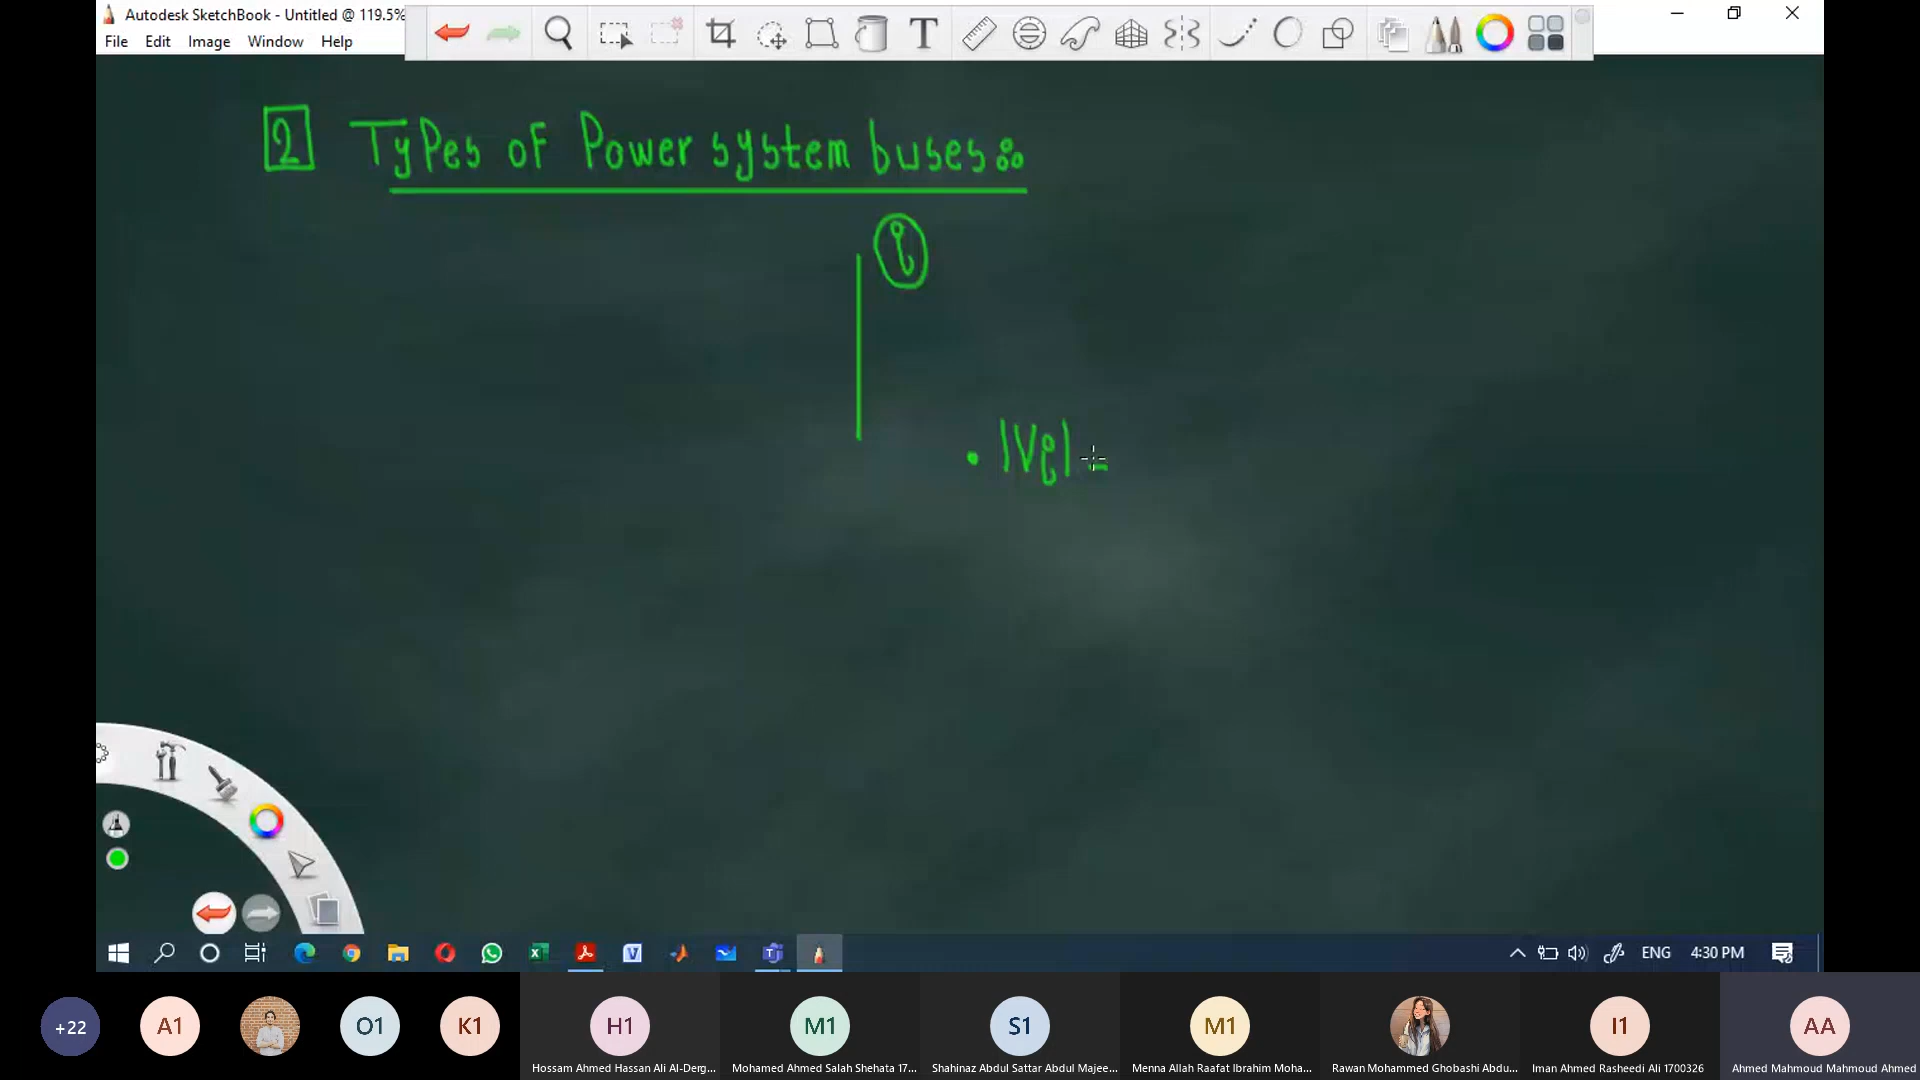 Autodesk SketchBook - Untitled @ 119.5%
File Edit Image Window Help
T
2 Types of Power system buses
i
• |Vi| =
ENG 4:30 PM
+22 A1 O1 K1 H1 M1 S1 M1 I1 AA
Hossam Ahmed Hassan Ali Al-Derg... Mohamed Ahmed Salah Shehata 17... Shahinaz Abdul Sattar Abdul Majee... Menna Allah Raafat Ibrahim Moha... Rawan Mohammed Ghobashi Abdu... Iman Ahmed Rasheedi Ali 1700326 Ahmed Mahmoud Mahmoud Ahmed